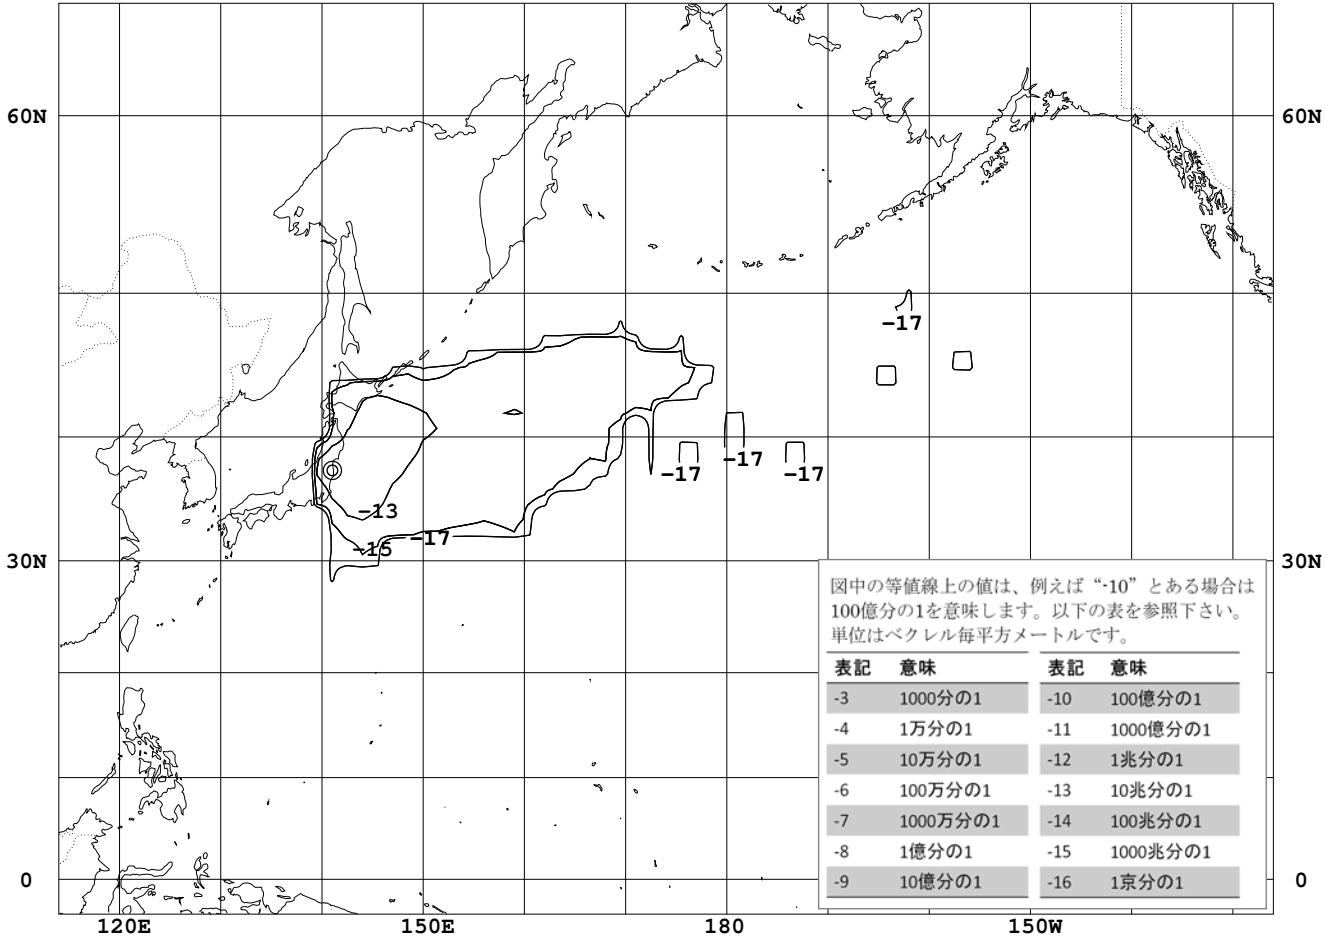 60N
60N
-17
-17
-17
-17
-13
-17
-15
30N
30N
図中の等値線上の値は、例えば“-10”とある場合は
100億分の1を意味します。以下の表を参照下さい。
単位はベクレル毎平方メートルです。
表記 意味 表記 意味
-3 1000分の1 -10 100億分の1
-4 1万分の1 -11 1000億分の1
-5 10万分の1 -12 1兆分の1
-6 100万分の1 -13 10兆分の1
-7 1000万分の1 -14 100兆分の1
-8 1億分の1 -15 1000兆分の1
-9 10億分の1 -16 1京分の1
0
0
120E 150E 180 150W